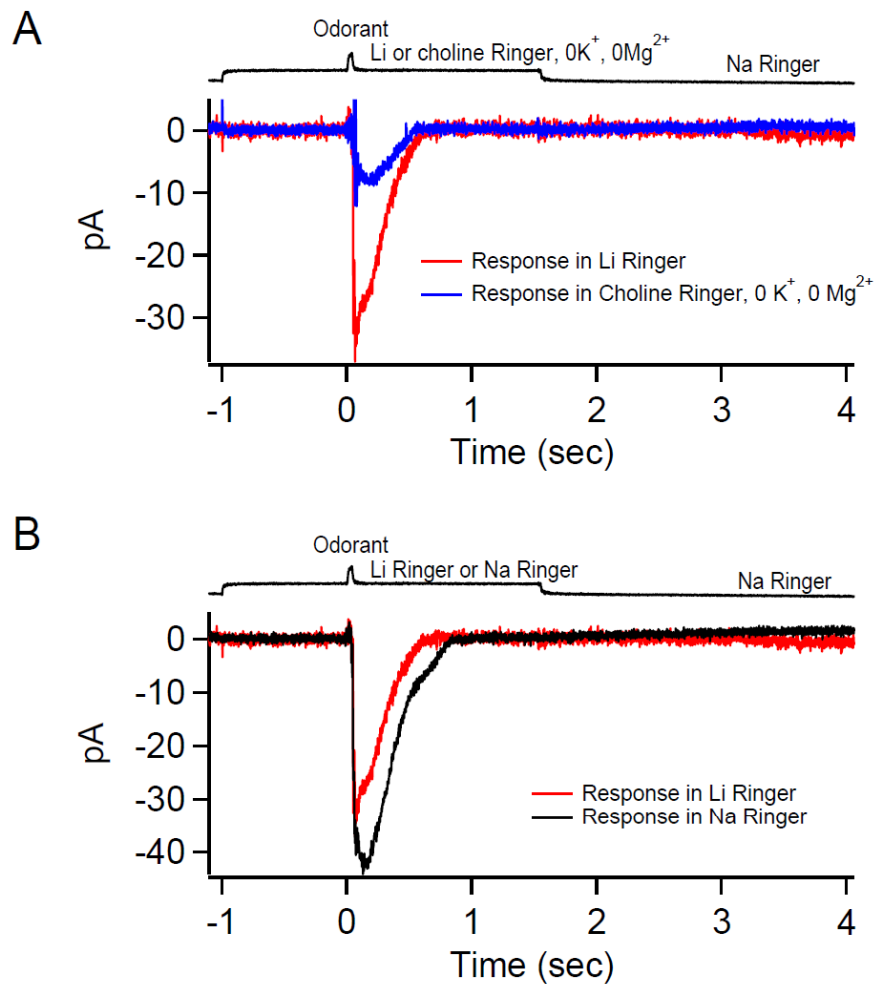 A
Odorant
Li or choline Ringer, 0K⁺, 0Mg²⁺
Na Ringer
0
-10
-20
-30
pA
Response in Li Ringer
Response in Choline Ringer, 0 K⁺, 0 Mg²⁺
-1 0 1 2 3 4
Time (sec)
B
Odorant
Li Ringer or Na Ringer
Na Ringer
0
-10
-20
-30
-40
pA
Response in Li Ringer
Response in Na Ringer
-1 0 1 2 3 4
Time (sec)